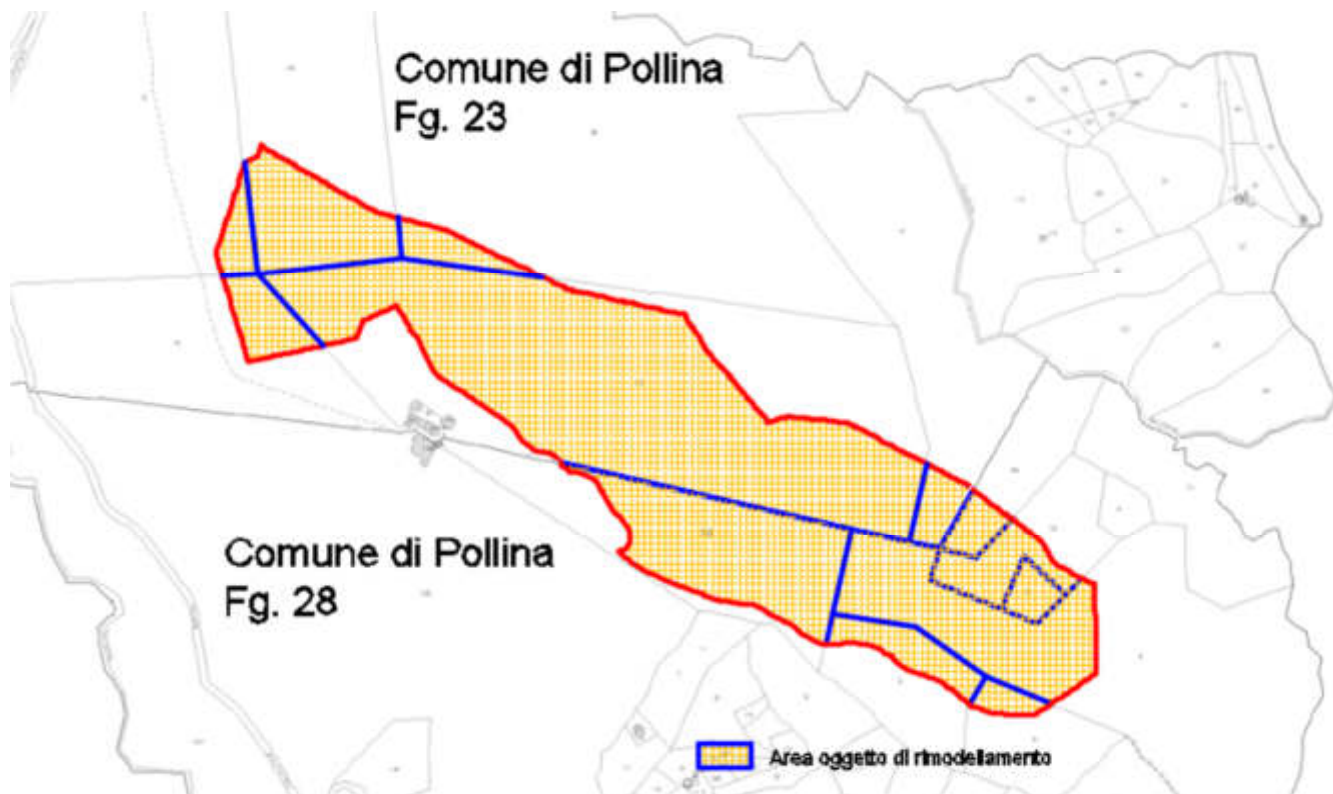 Comune di Pollina
Fg. 23
Comune di Pollina
Fg. 28
Area oggetto di rimodellamento